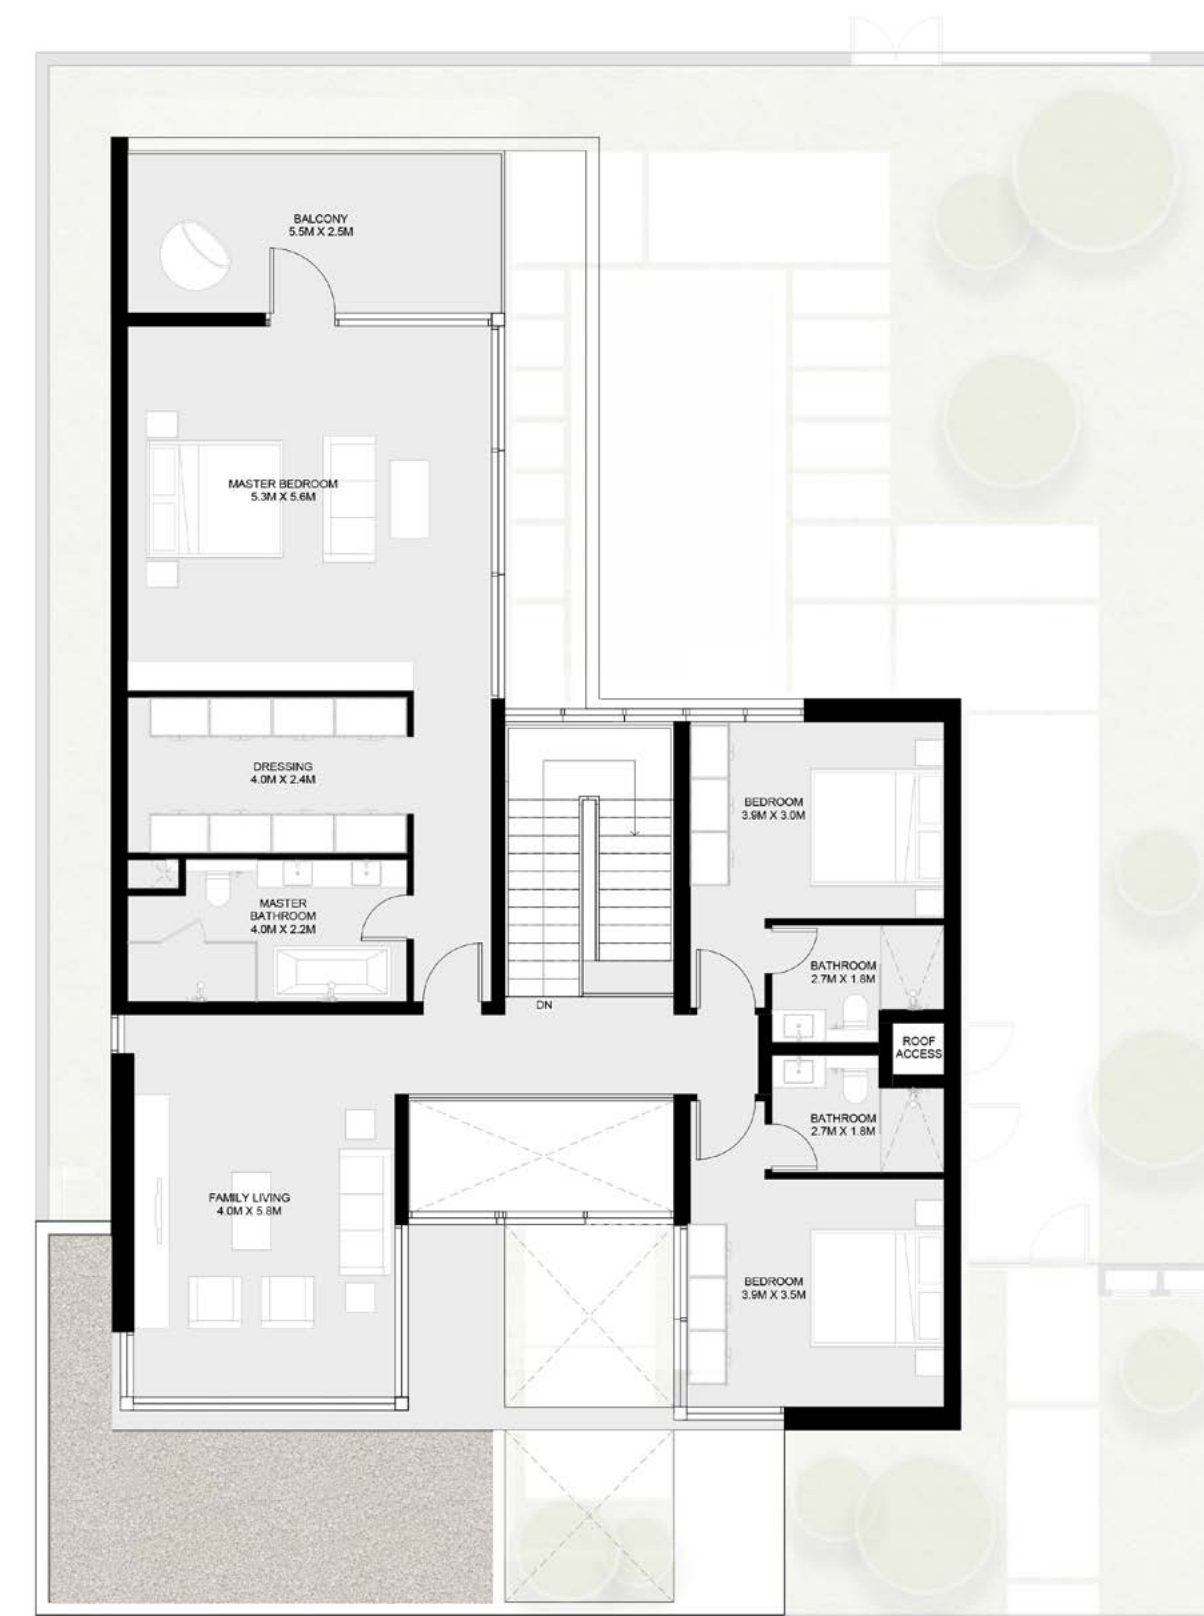 BALCONY
5.5M X 2.5M
MASTER BEDROOM
5.3M X 5.6M
DRESSING
4.0M X 2.4M
BEDROOM
3.9M X 3.0M
MASTER
BATHROOM
4.0M X 2.2M
BATHROOM
2.7M X 1.8M
DN
ROOF
ACCESS
BATHROOM
2.7M X 1.8M
FAMILY LIVING
4.0M X 5.8M
BEDROOM
3.9M X 3.5M